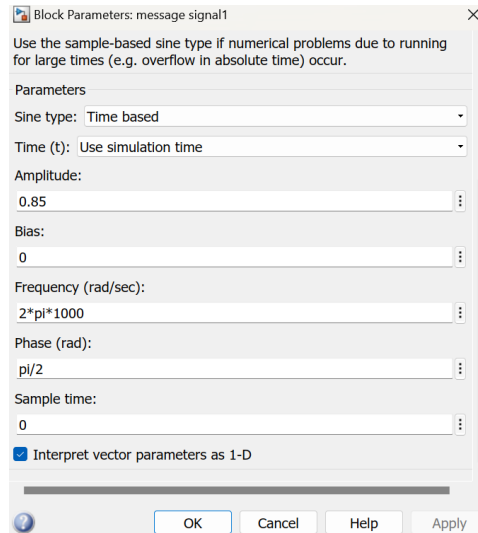 Block Parameters: message signal1
Use the sample-based sine type if numerical problems due to running
for large times (e.g. overflow in absolute time) occur.
Parameters
Sine type: Time based
Time (t): Use simulation time
Amplitude:
0.85
Bias:
0
Frequency (rad/sec):
2*pi*1000
Phase (rad):
pi/2
Sample time:
0
Interpret vector parameters as 1-D
? OK Cancel Help Apply